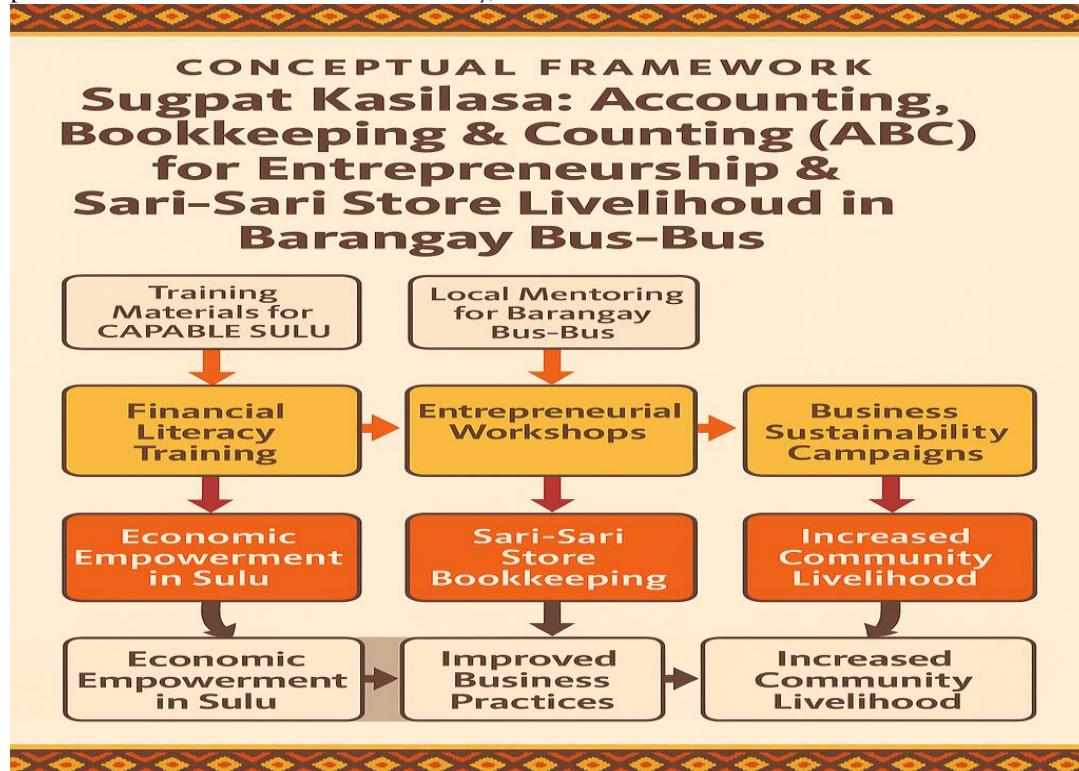 CONCEPTUAL FRAMEWORK
Sugpat Kasilasa: Accounting,
Bookkeeping & Counting (ABC)
for Entrepreneurship &
Sari-Sari Store Livelihoud in
Barangay Bus-Bus
Training
Materials for
CAPABLE SULU
Local Mentoring
for Barangay
Bus-Bus
Financial
Literacy
Training
Entrepreneurial
Workshops
Business
Sustainability
Campaigns
Economic
Empowerment
in Sulu
Sari-Sari
Store
Bookkeeping
Increased
Community
Livelihood
Economic
Empowerment
in Sulu
Improved
Business
Practices
Increased
Community
Livelihood